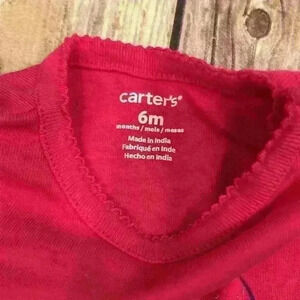 carter's®
6m
months / mois / meses
Made in India
Fabriqué en Inde
Hecho en India